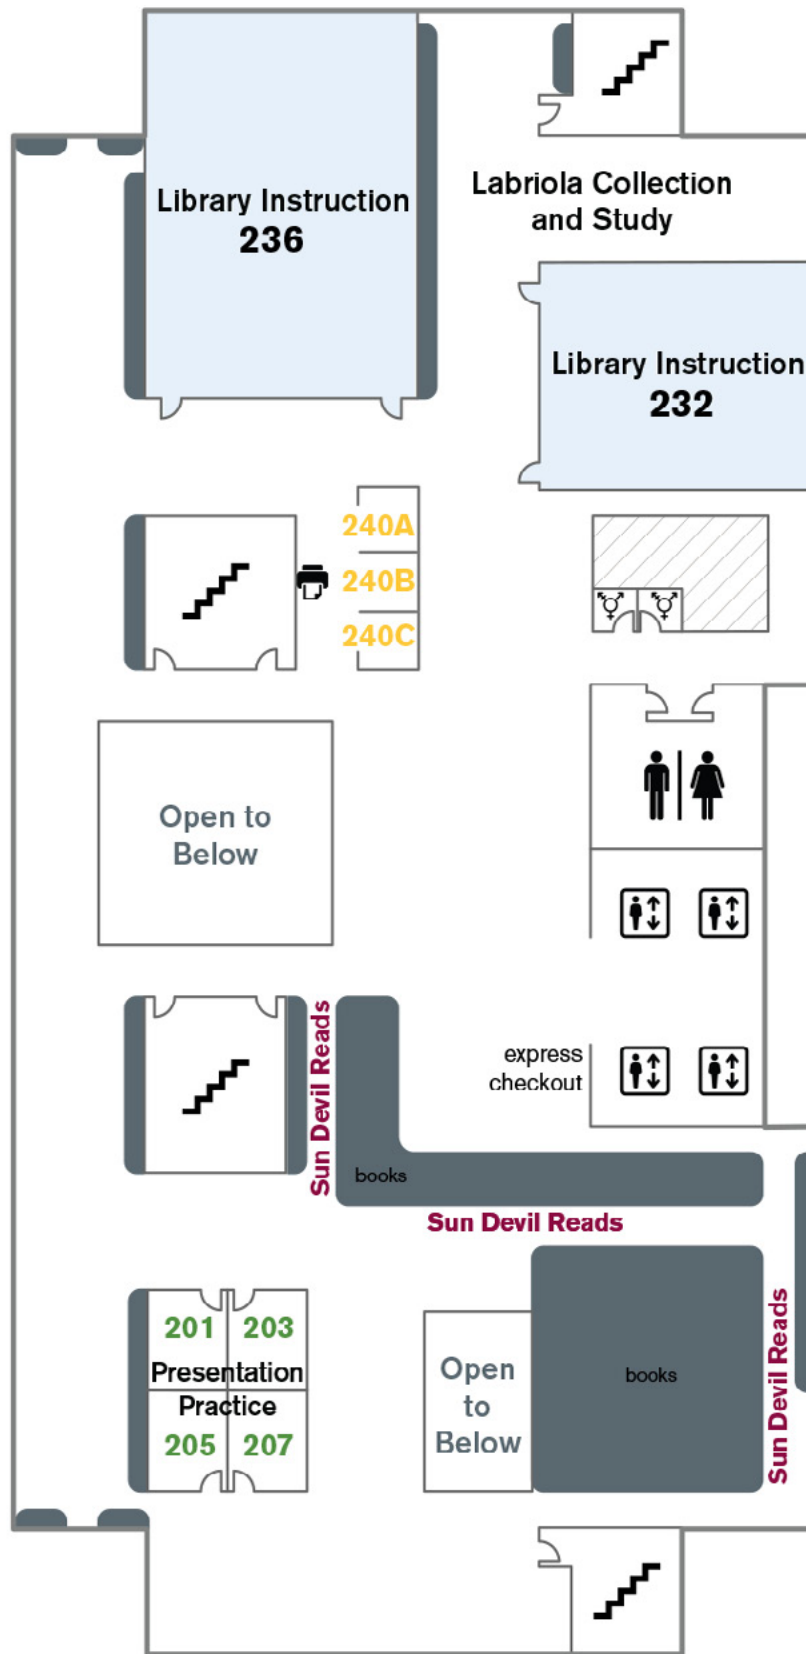 Library Instruction
236
Labriola Collection
and Study
Library Instruction
232
240A
240B
240C
Open to
Below
Sun Devil Reads
express
checkout
books
Sun Devil Reads
201
203
Presentation
Practice
205
207
Open
to
Below
books
Sun Devil Reads